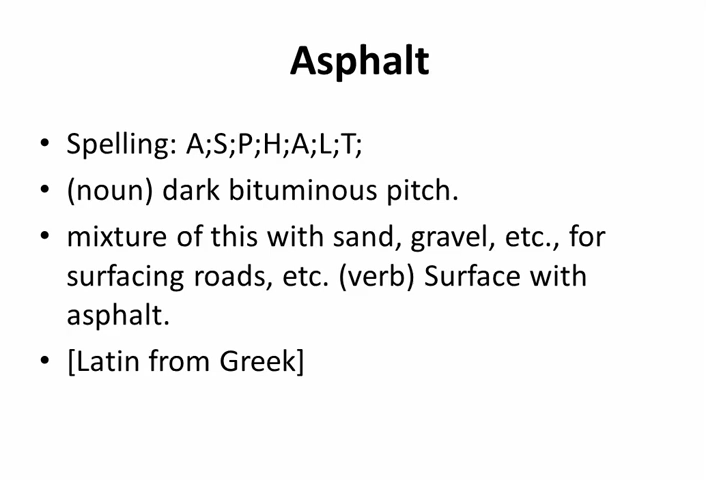 Asphalt
• Spelling: A;S;P;H;A;L;T;
• (noun) dark bituminous pitch.
• mixture of this with sand, gravel, etc., for
surfacing roads, etc. (verb) Surface with
asphalt.
• [Latin from Greek]